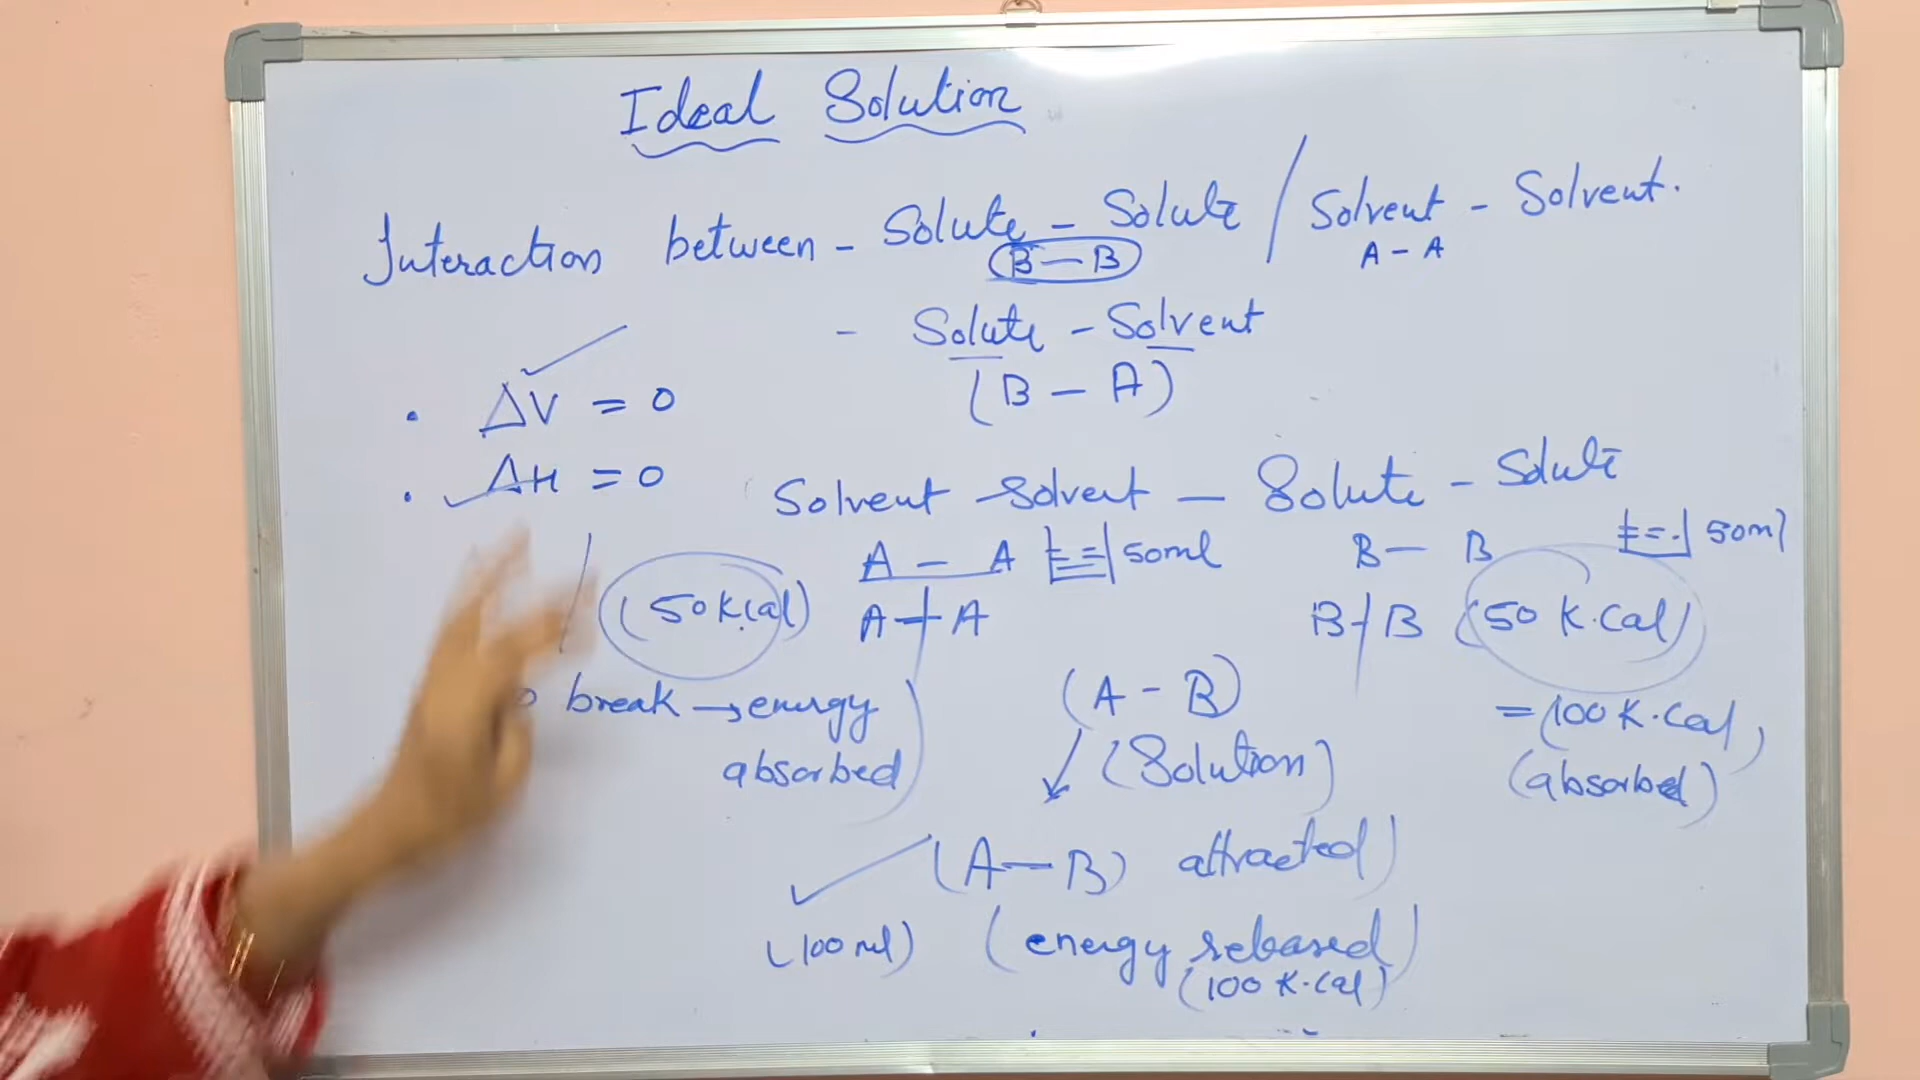 Ideal Solution
Interaction between - Solute - Solute / Solvent - Solvent.
B - B A - A
- Solute - Solvent
(B - A)
• ΔV = 0
• ΔH = 0
Solvent - Solvent - Solute - Solute
A - A 50ml B - B 50ml
(50 Kcal) A + A B / B (50 K.Cal)
break → energy absorbed
(A - B)
(Solution)
= (100 K.Cal)
(absorbed)
(A - B) attracted)
(100 ml) (energy released)
(100 K.Cal)